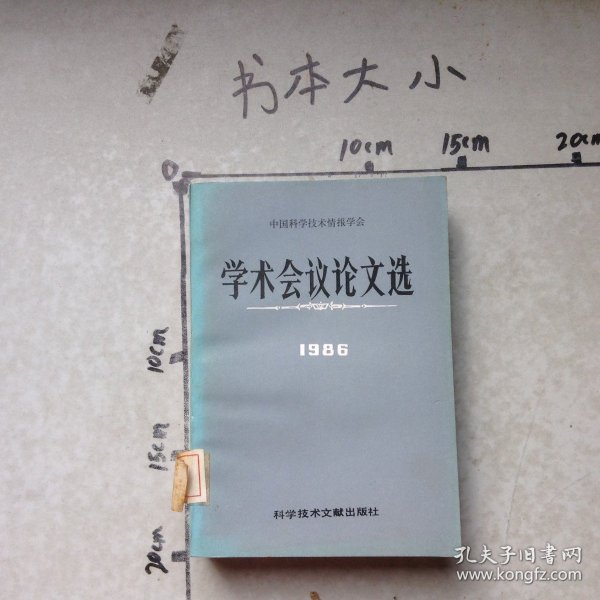 书本大小
10cm 15cm 20cm
0
10cm
15cm
20cm
中国科学技术情报学会
学术会议论文选
1986
科学技术文献出版社
孔夫子旧书网
www.kongfz.com